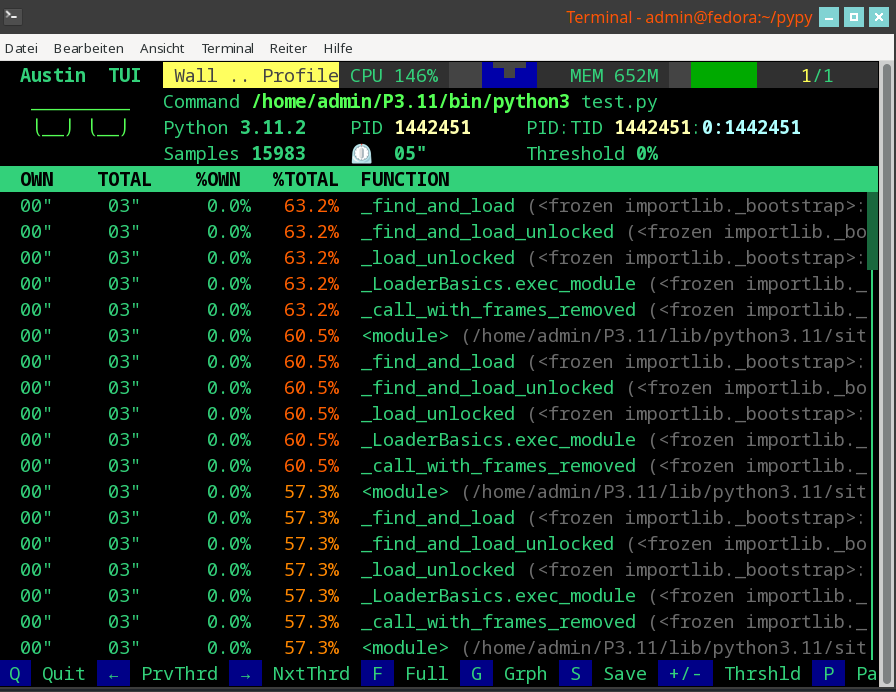 Terminal - admin@fedora:~/pypy
Datei Bearbeiten Ansicht Terminal Reiter Hilfe
Austin TUI Wall .. Profile CPU 146% MEM 652M 1/1
Command /home/admin/P3.11/bin/python3 test.py
Python 3.11.2 PID 1442451 PID:TID 1442451:0:1442451
Samples 15983 05" Threshold 0%
OWN TOTAL %OWN %TOTAL FUNCTION
00" 03" 0.0% 63.2% _find_and_load (<frozen importlib._bootstrap>:
00" 03" 0.0% 63.2% _find_and_load_unlocked (<frozen importlib._bo
00" 03" 0.0% 63.2% _load_unlocked (<frozen importlib._bootstrap>:
00" 03" 0.0% 63.2% _LoaderBasics.exec_module (<frozen importlib._
00" 03" 0.0% 63.2% _call_with_frames_removed (<frozen importlib._
00" 03" 0.0% 60.5% <module> (/home/admin/P3.11/lib/python3.11/sit
00" 03" 0.0% 60.5% _find_and_load (<frozen importlib._bootstrap>:
00" 03" 0.0% 60.5% _find_and_load_unlocked (<frozen importlib._bo
00" 03" 0.0% 60.5% _load_unlocked (<frozen importlib._bootstrap>:
00" 03" 0.0% 60.5% _LoaderBasics.exec_module (<frozen importlib._
00" 03" 0.0% 60.5% _call_with_frames_removed (<frozen importlib._
00" 03" 0.0% 57.3% <module> (/home/admin/P3.11/lib/python3.11/sit
00" 03" 0.0% 57.3% _find_and_load (<frozen importlib._bootstrap>:
00" 03" 0.0% 57.3% _find_and_load_unlocked (<frozen importlib._bo
00" 03" 0.0% 57.3% _load_unlocked (<frozen importlib._bootstrap>:
00" 03" 0.0% 57.3% _LoaderBasics.exec_module (<frozen importlib._
00" 03" 0.0% 57.3% _call_with_frames_removed (<frozen importlib._
00" 03" 0.0% 57.3% <module> (/home/admin/P3.11/lib/python3.11/sit
Q Quit ← PrvThrd → NxtThrd F Full G Grph S Save +/- Thrshld P Pa